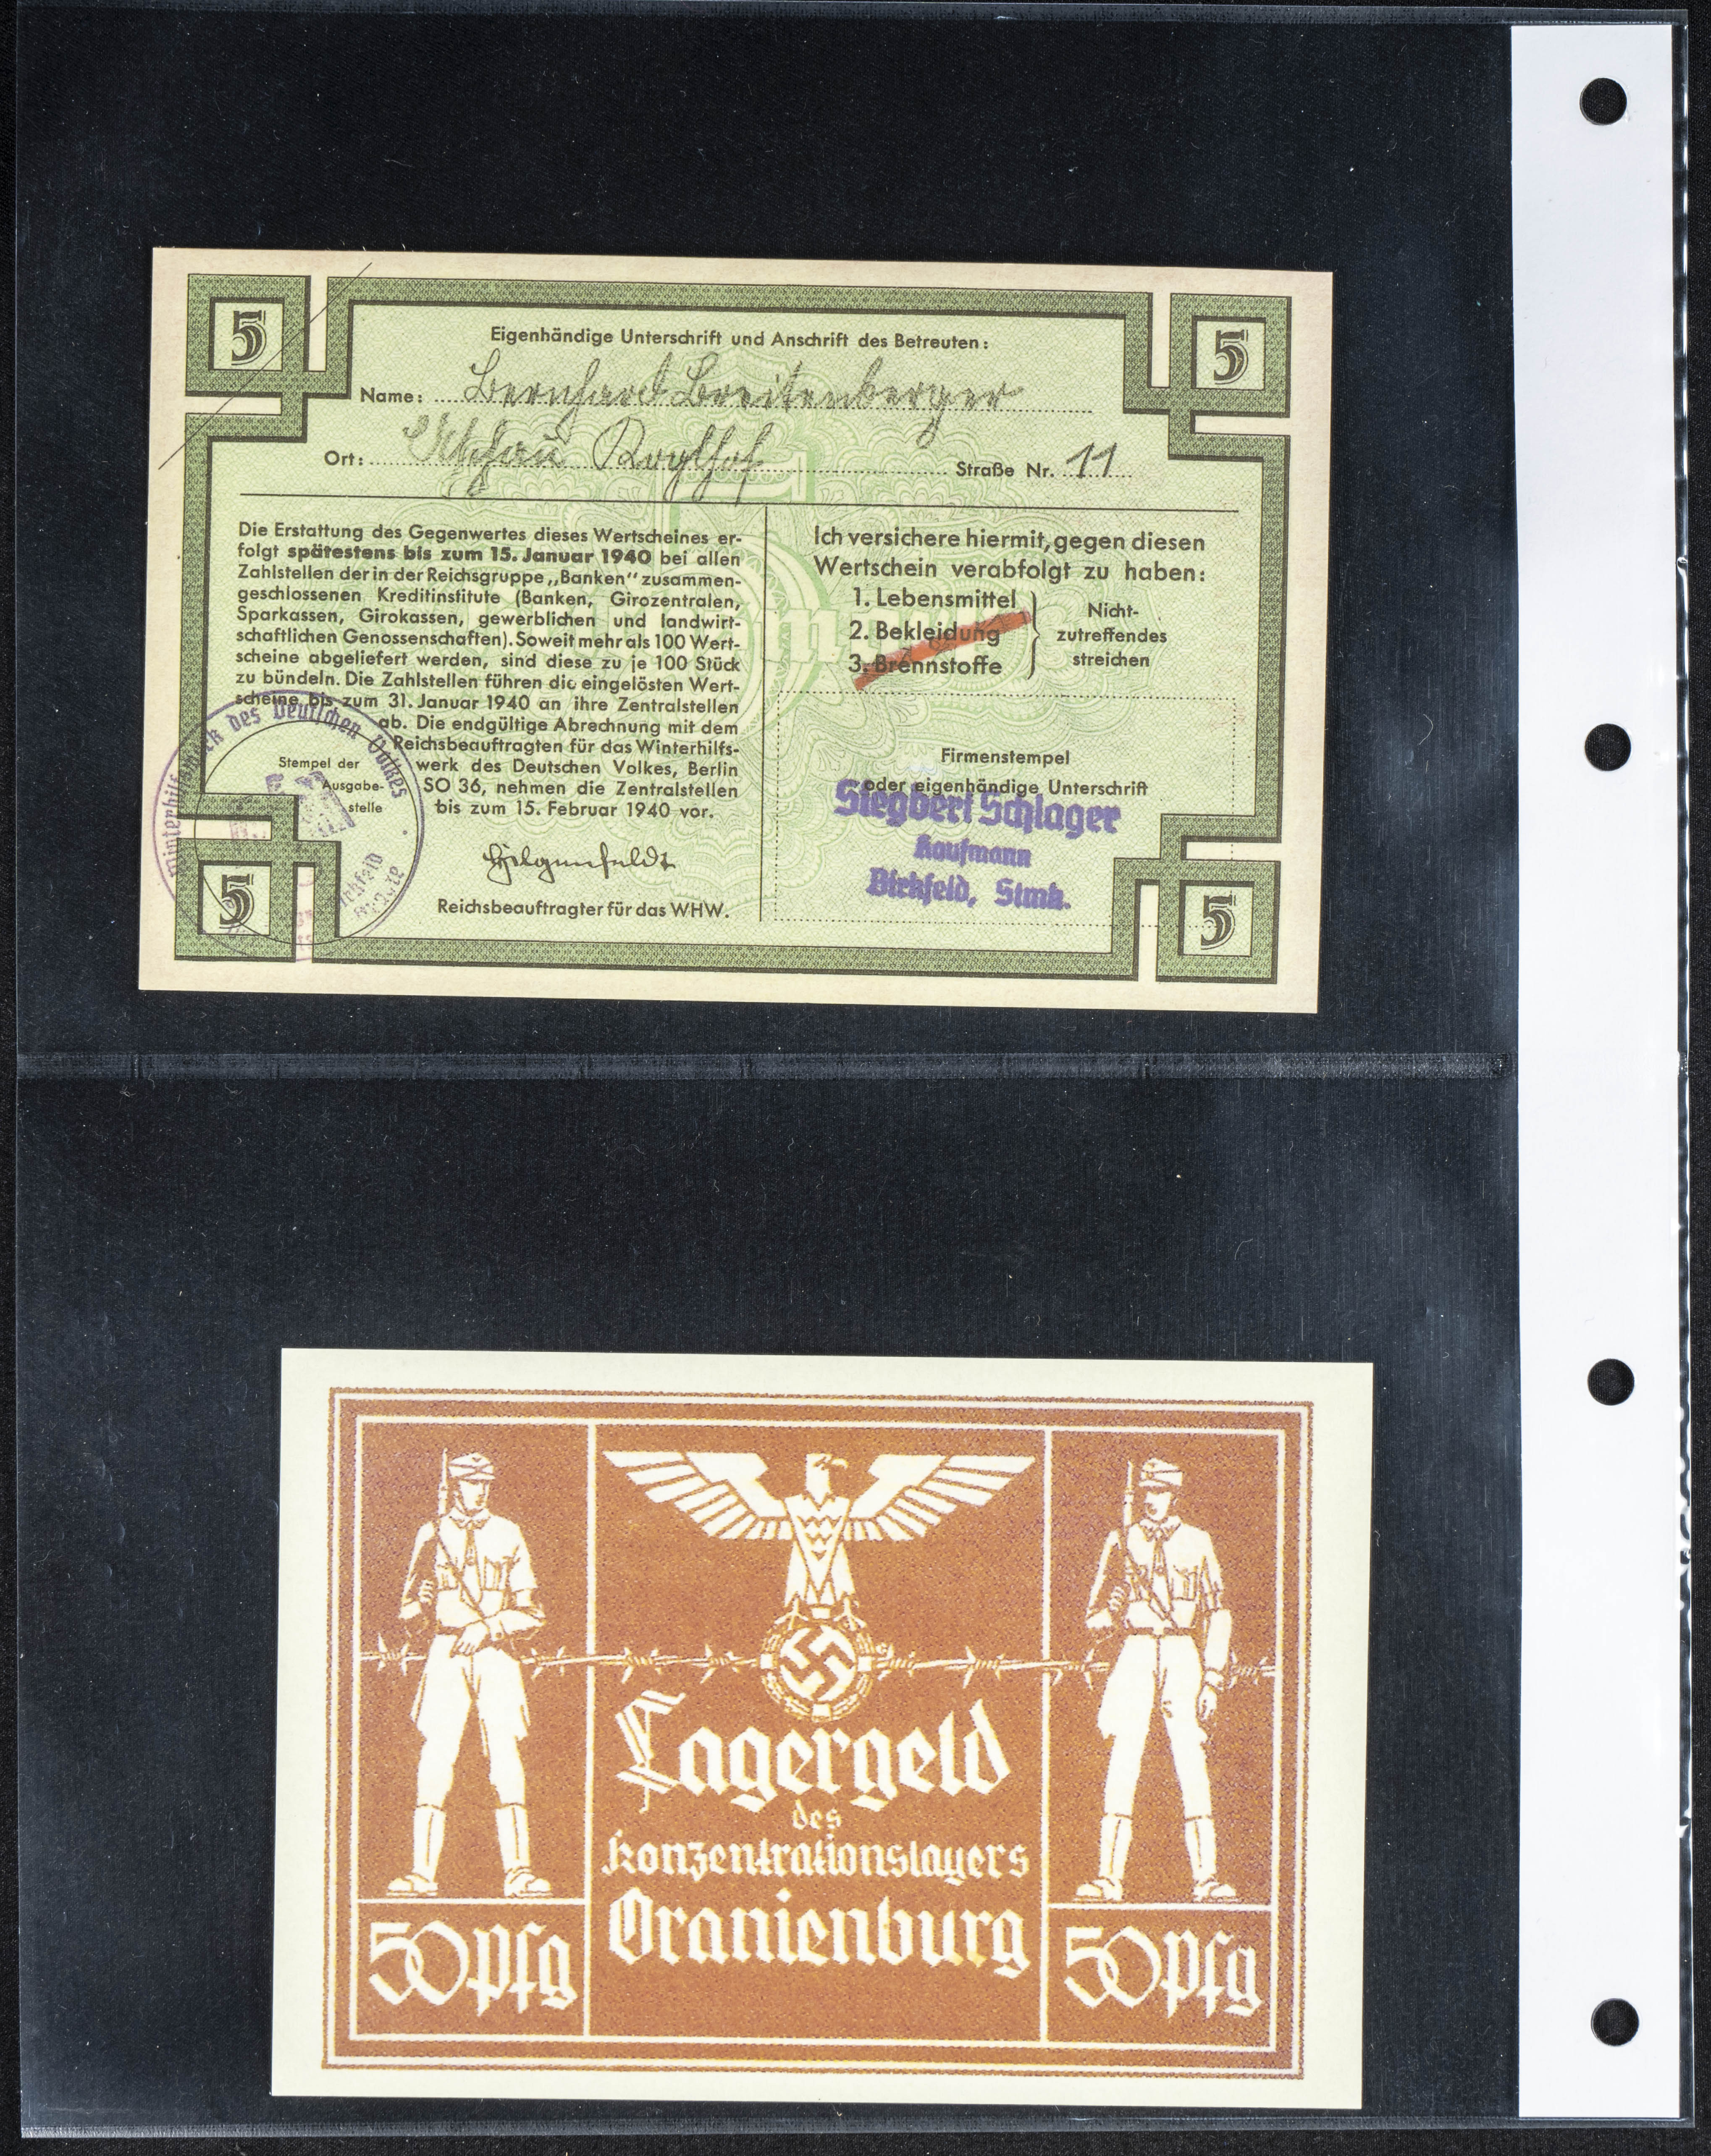 5
5
Eigenhändige Unterschrift und Anschrift des Betreuten:
Name: Bernhard Breitenberger
Ort:
Straße Nr. 11
Die Erstattung des Gegenwertes dieses Wertscheines er-
folgt spätestens bis zum 15. Januar 1940 bei allen
Zahlstellen der in der Reichsgruppe „Banken" zusammen-
geschlossenen Kreditinstitute (Banken, Girozentralen,
Sparkassen, Girokassen, gewerblichen und landwirt-
schaftlichen Genossenschaften). Soweit mehr als 100 Wert-
scheine abgeliefert werden, sind diese zu je 100 Stück
zu bündeln. Die Zahlstellen führen die eingelösten Wert-
scheine bis zum 31. Januar 1940 an ihre Zentralstellen
ab. Die endgültige Abrechnung mit dem
Reichsbeauftragten für das Winterhilfs-
werk des Deutschen Volkes, Berlin
SO 36, nehmen die Zentralstellen
bis zum 15. Februar 1940 vor.
Stempel der
Ausgabe-
stelle
Winterhilfswerk des Deutschen Volkes
Hilgenfeldt
Reichsbeauftragter für das WHW.
Ich versichere hiermit, gegen diesen
Wertschein verabfolgt zu haben:
1. Lebensmittel
2. Bekleidung
3. Brennstoffe
Nicht-
zutreffendes
streichen
Firmenstempel
oder eigenhändige Unterschrift
Siegbert Schlager
Kaufmann
Birkfeld, Stmk.
5
5
Lagergeld
des
Konzentrationslagers
Oranienburg
50 Pfg
50 Pfg